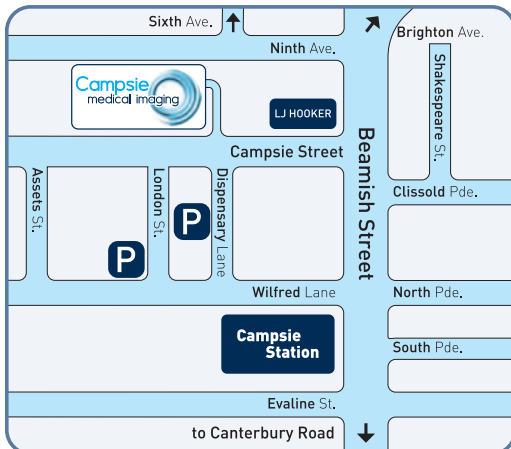 Sixth Ave.
Ninth Ave.
Brighton Ave.
Campsie
medical imaging
LJ HOOKER
Shakespeare St.
Campsie Street
Beamish Street
Clissold Pde.
Assets St.
London St.
Dispensary Lane
P
P
Wilfred Lane
North Pde.
Campsie
Station
South Pde.
Evaline St.
to Canterbury Road